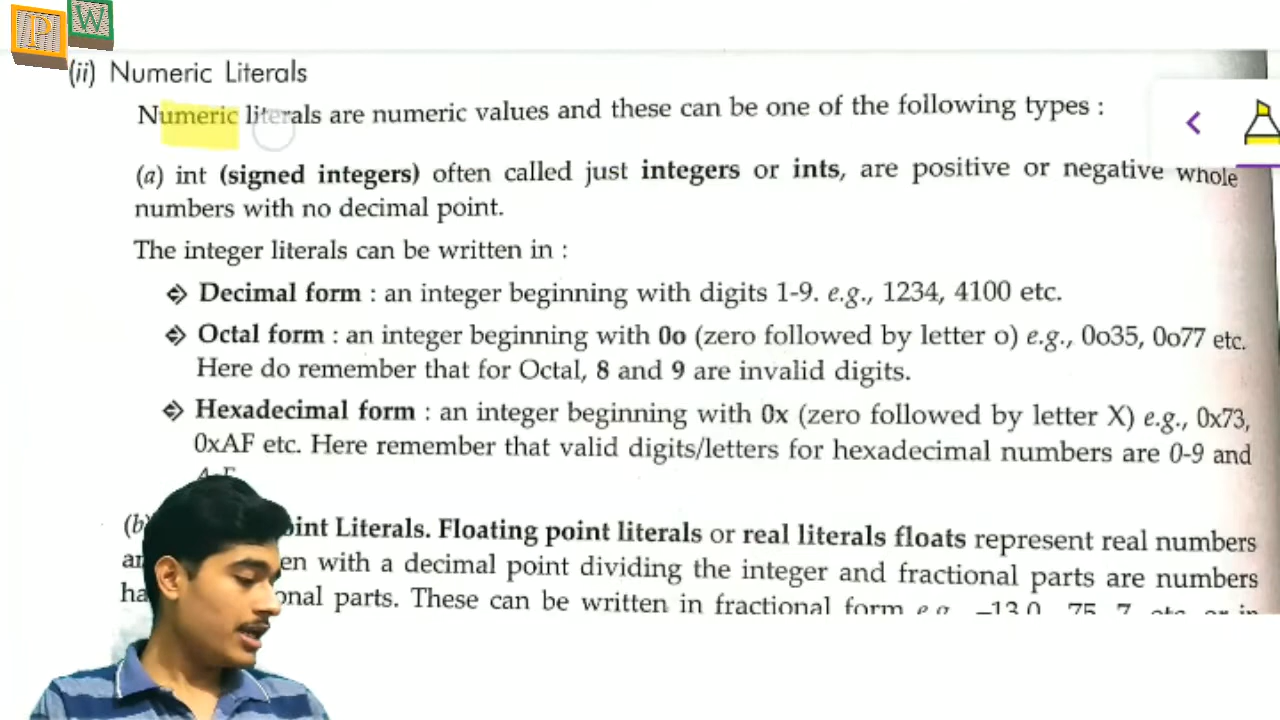 P W
(ii) Numeric Literals
Numeric literals are numeric values and these can be one of the following types :
(a) int (signed integers) often called just integers or ints, are positive or negative whole
numbers with no decimal point.
The integer literals can be written in :
Decimal form : an integer beginning with digits 1-9. e.g., 1234, 4100 etc.
Octal form : an integer beginning with 0o (zero followed by letter o) e.g., 0o35, 0o77 etc.
Here do remember that for Octal, 8 and 9 are invalid digits.
Hexadecimal form : an integer beginning with 0x (zero followed by letter X) e.g., 0x73,
0xAF etc. Here remember that valid digits/letters for hexadecimal numbers are 0-9 and
A-F
(b) Literals. Floating point literals or real literals floats represent real numbers
with a decimal point dividing the integer and fractional parts are numbers
parts. These can be written in fractional form e.g. –13.0, 75, 7 etc. or in